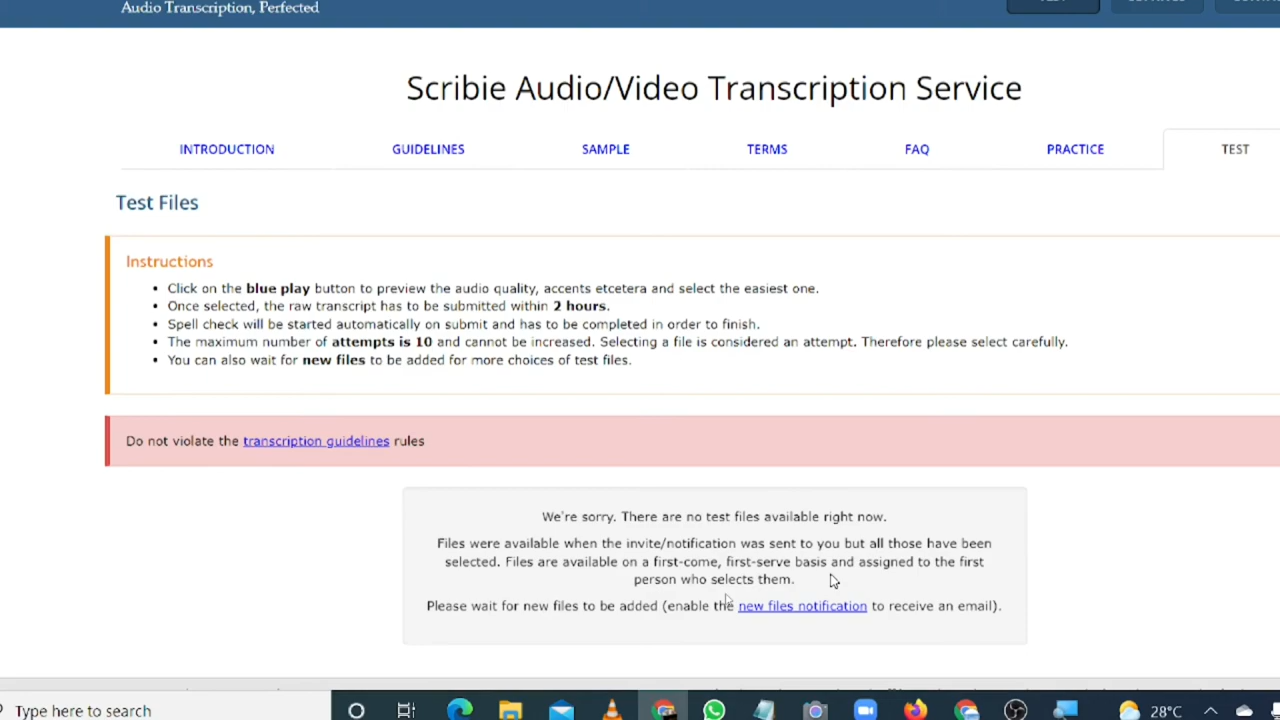 Audio Transcription, Perfected
Scribie Audio/Video Transcription Service
INTRODUCTION GUIDELINES SAMPLE TERMS FAQ PRACTICE TEST
Test Files
Instructions
• Click on the blue play button to preview the audio quality, accents etcetera and select the easiest one.
• Once selected, the raw transcript has to be submitted within 2 hours.
• Spell check will be started automatically on submit and has to be completed in order to finish.
• The maximum number of attempts is 10 and cannot be increased. Selecting a file is considered an attempt. Therefore please select carefully.
• You can also wait for new files to be added for more choices of test files.
Do not violate the transcription guidelines rules
We're sorry. There are no test files available right now.
Files were available when the invite/notification was sent to you but all those have been
selected. Files are available on a first-come, first-serve basis and assigned to the first
person who selects them.
Please wait for new files to be added (enable the new files notification to receive an email).
Type here to search
28°C